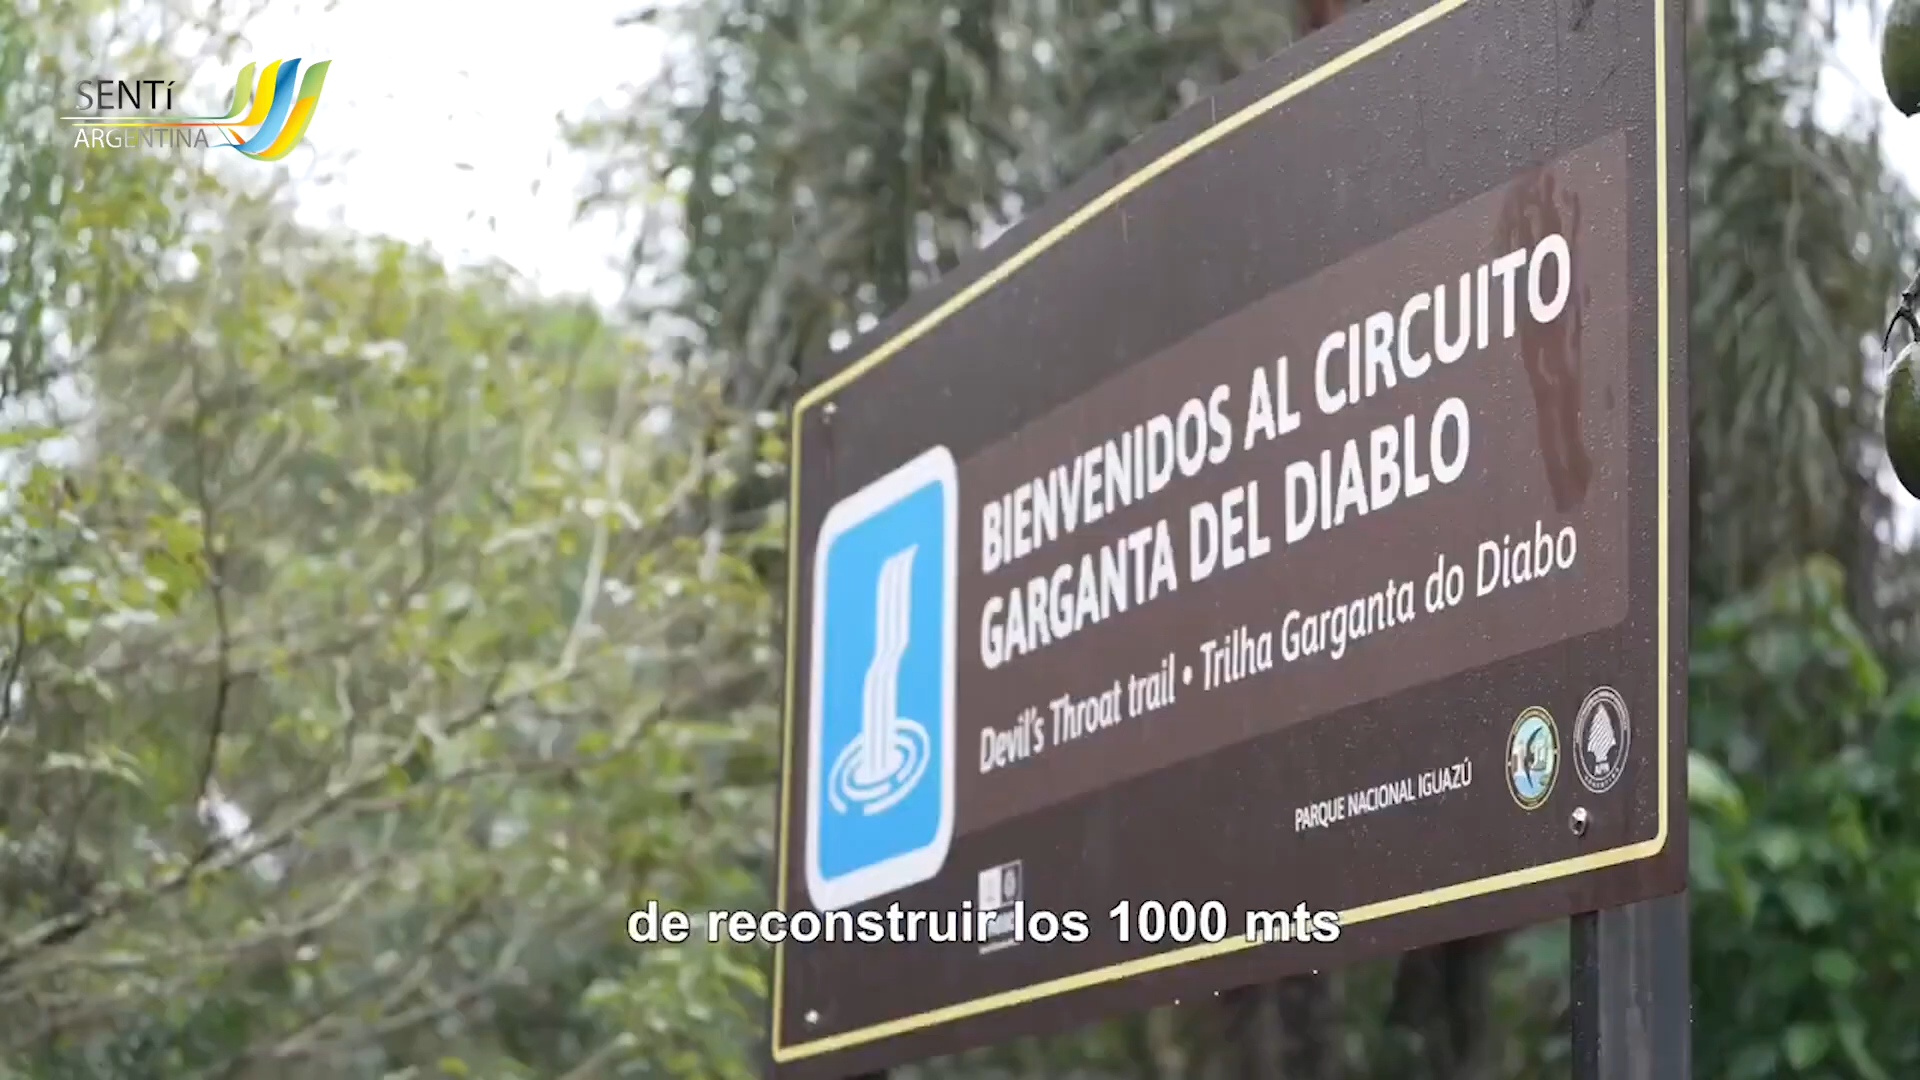 SENTí
ARGENTINA
BIENVENIDOS AL CIRCUITO
GARGANTA DEL DIABLO
Devil's Throat trail • Trilha Garganta do Diabo
PARQUE NACIONAL IGUAZÚ
de reconstruir los 1000 mts